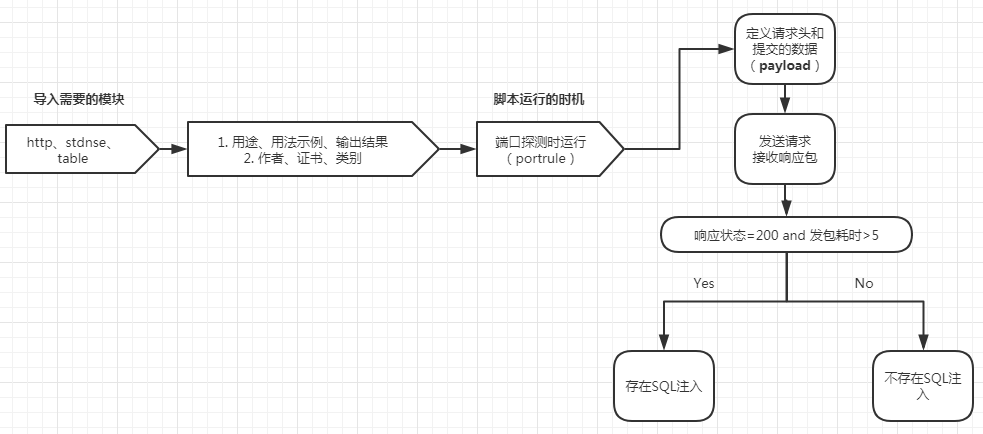 导入需要的模块
http、stdnse、
table
1. 用途、用法示例、输出结果
2. 作者、证书、类别
脚本运行的时机
端口探测时运行
（portrule）
定义请求头和
提交的数据
（payload）
发送请求
接收响应包
响应状态=200 and 发包耗时>5
Yes
No
存在SQL注入
不存在SQL注
入